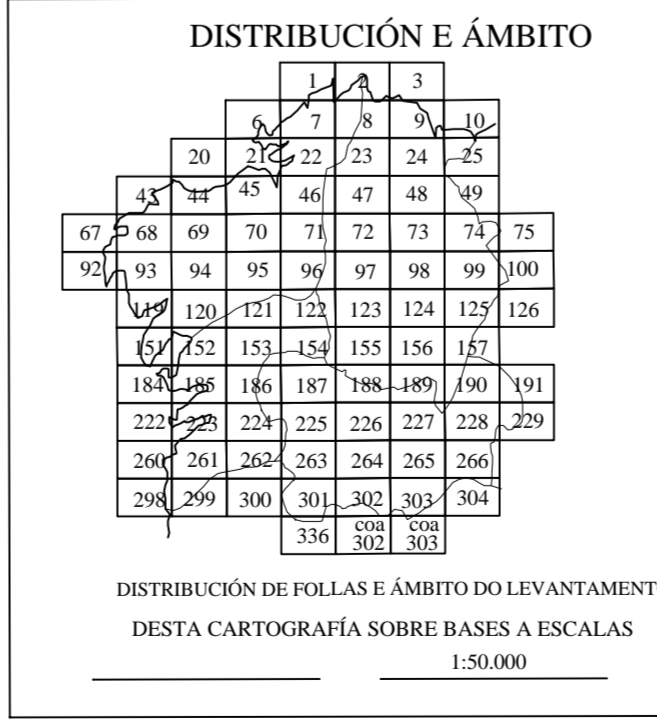 DISTRIBUCIÓN E ÁMBITO
1 2 3
6 7 8 9 10
20 21 22 23 24 25
43 44 45 46 47 48 49
67 68 69 70 71 72 73 74 75
92 93 94 95 96 97 98 99 100
119 120 121 122 123 124 125 126
151 152 153 154 155 156 157
184 185 186 187 188 189 190 191
222 223 224 225 226 227 228 229
260 261 262 263 264 265 266
298 299 300 301 302 303 304
336 coa 302 coa 303
DISTRIBUCIÓN DE FOLLAS E ÁMBITO DO LEVANTAMENT
DESTA CARTOGRAFÍA SOBRE BASES A ESCALAS
1:50.000